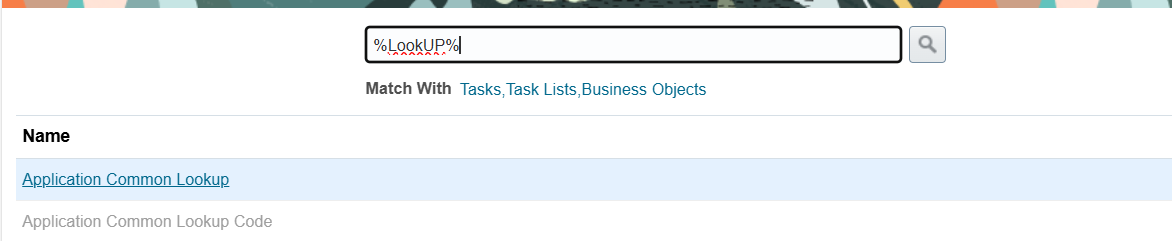 %LookUP%
Match With Tasks,Task Lists,Business Objects
Name
Application Common Lookup
Application Common Lookup Code